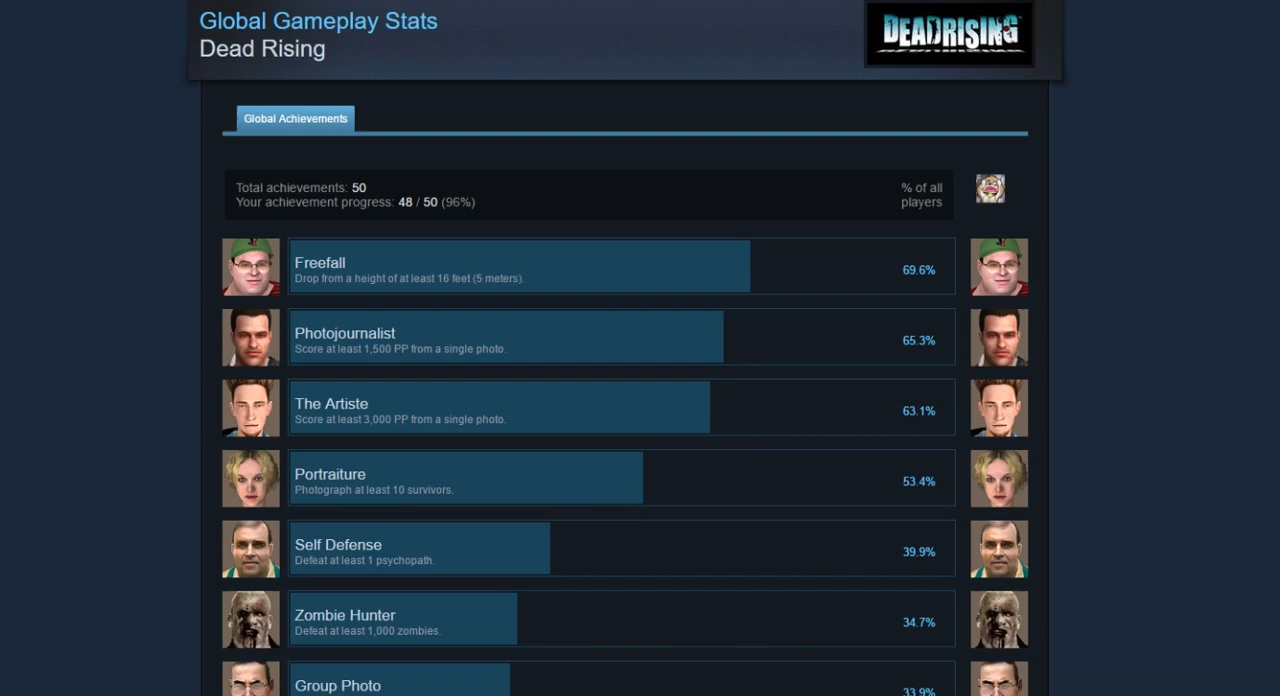 Global Gameplay Stats
Dead Rising
DEADRISING
Global Achievements
Total achievements: 50
Your achievement progress: 48 / 50 (96%)
% of all
players
Freefall
Drop from a height of at least 16 feet (5 meters).
69.6%
Photojournalist
Score at least 1,500 PP from a single photo.
65.3%
The Artiste
Score at least 3,000 PP from a single photo.
63.1%
Portraiture
Photograph at least 10 survivors.
53.4%
Self Defense
Defeat at least 1 psychopath.
39.9%
Zombie Hunter
Defeat at least 1,000 zombies.
34.7%
Group Photo
33.9%